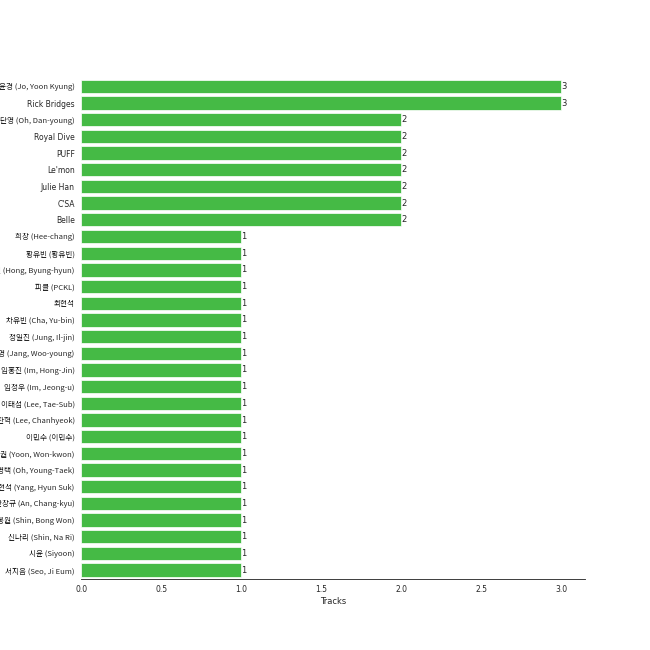 윤경 (Jo, Yoon Kyung) 3
Rick Bridges 3
단영 (Oh, Dan-young) 2
Royal Dive 2
PUFF 2
Le'mon 2
Julie Han 2
C'SA 2
Belle 2
희창 (Hee-chang) 1
황유빈 (황유빈) 1
(Hong, Byung-hyun) 1
피클 (PCKL) 1
최현석 1
차유빈 (Cha, Yu-bin) 1
정일진 (Jung, Il-jin) 1
영 (Jang, Woo-young) 1
임홍진 (Im, Hong-Jin) 1
임정우 (Im, Jeong-u) 1
이태섭 (Lee, Tae-Sub) 1
찬혁 (Lee, Chanhyeok) 1
이민수 (이민수) 1
권 (Yoon, Won-kwon) 1
영택 (Oh, Young-Taek) 1
현석 (Yang, Hyun Suk) 1
안창규 (An, Chang-kyu) 1
봉원 (Shin, Bong Won) 1
신나리 (Shin, Na Ri) 1
시윤 (Siyoon) 1
서지음 (Seo, Ji Eum) 1
0.0 0.5 1.0 1.5 2.0 2.5 3.0
Tracks